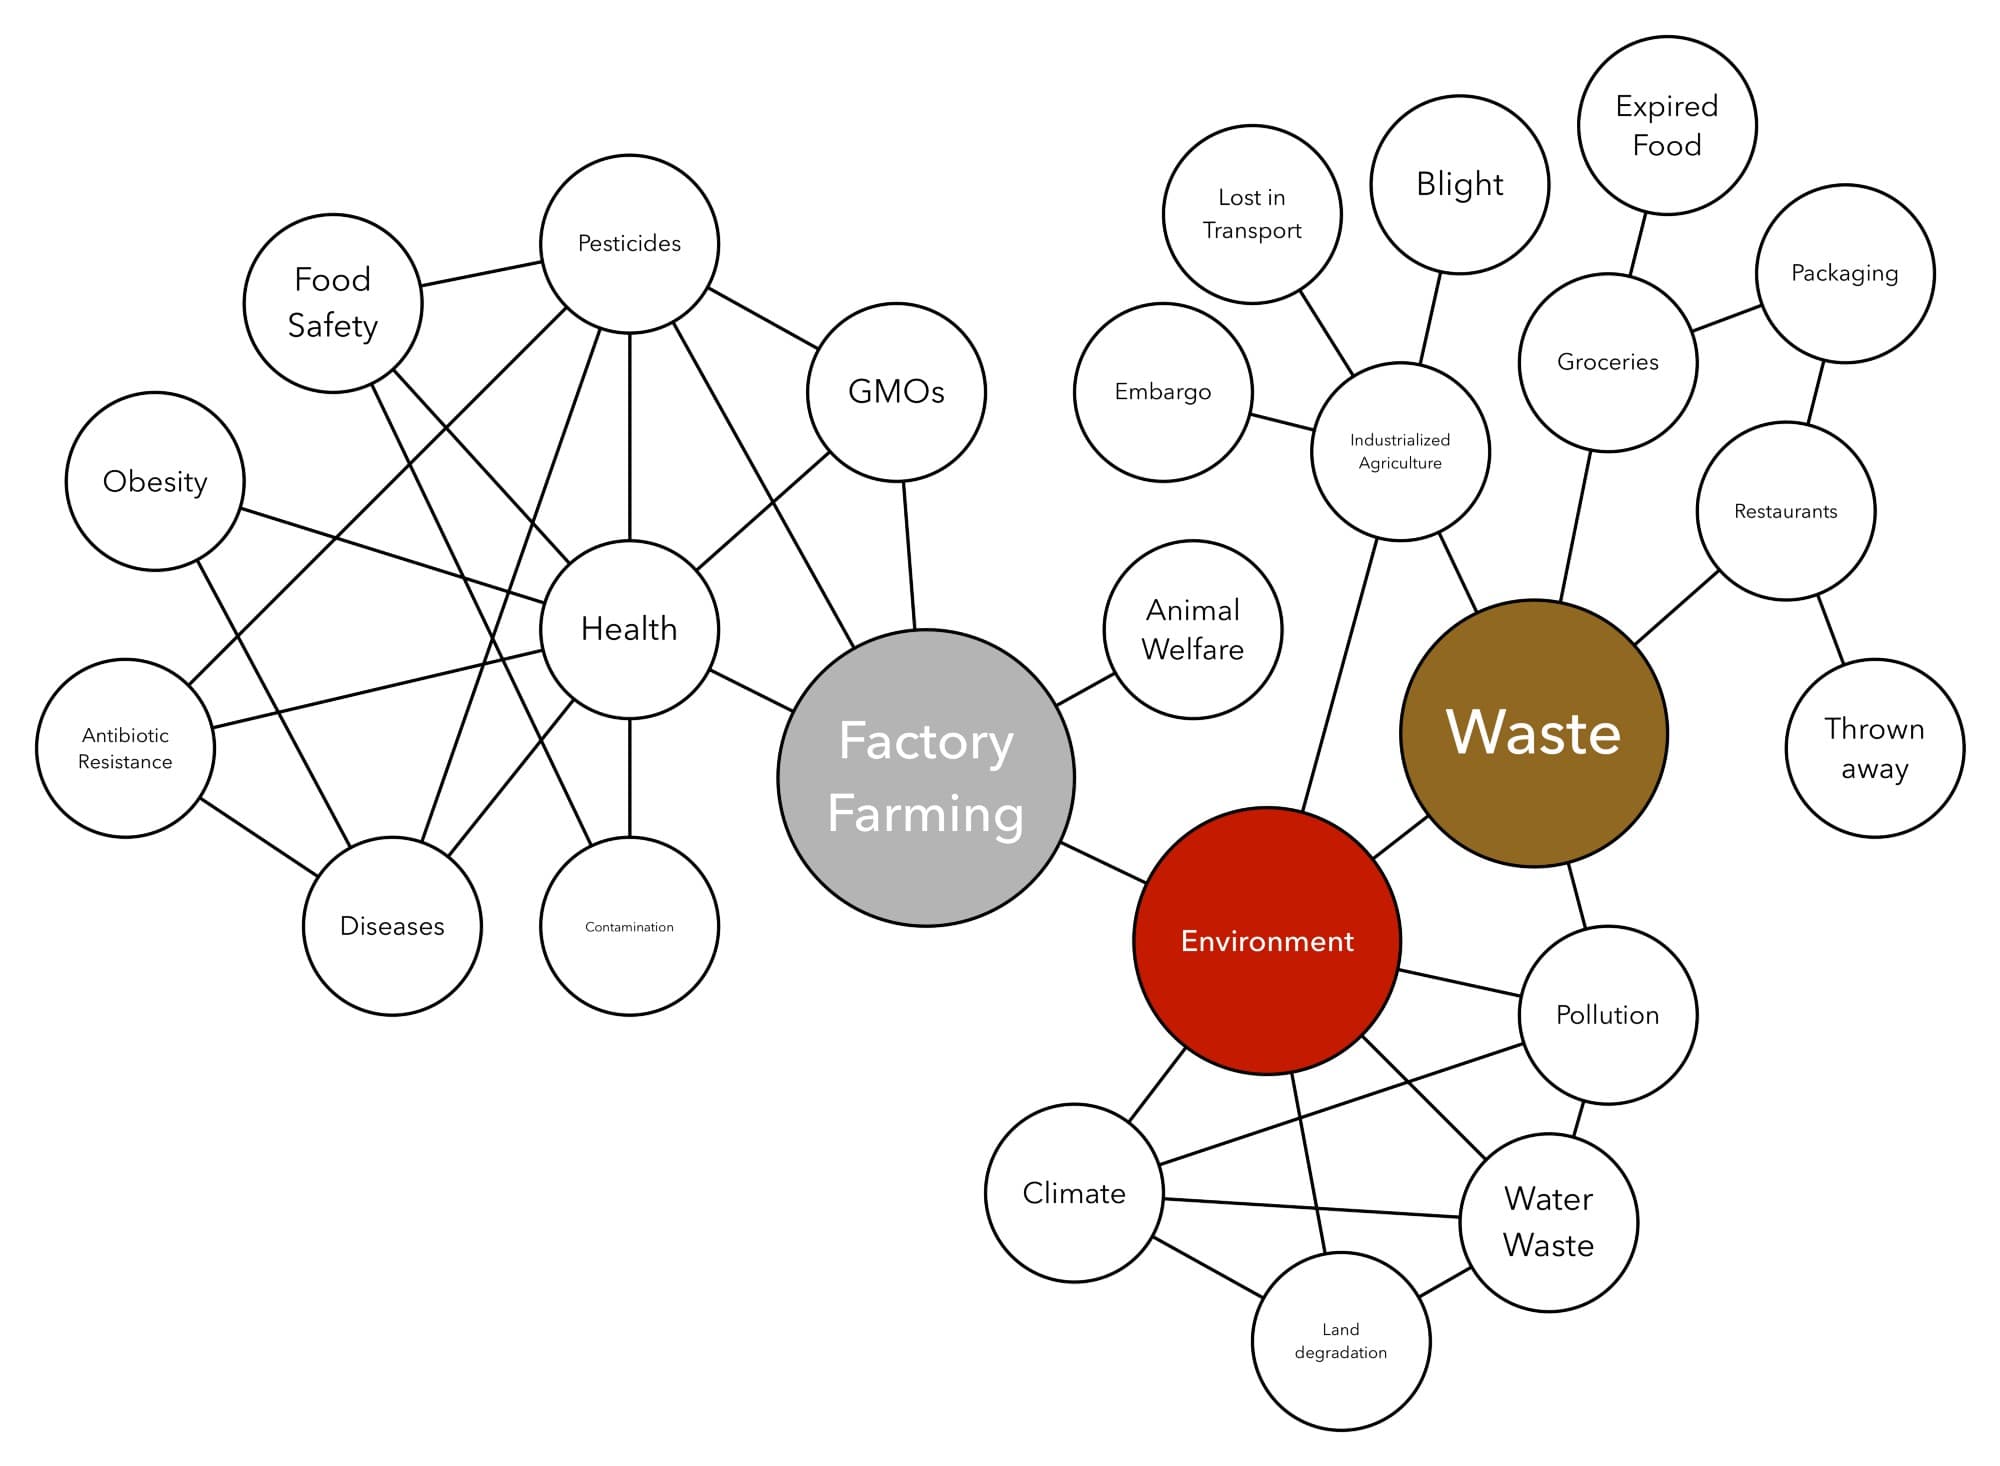 Expired
Food
Blight
Lost in
Transport
Pesticides
Packaging
Food
Safety
Groceries
GMOs
Embargo
Industrialized
Agriculture
Obesity
Restaurants
Health
Animal
Welfare
Antibiotic
Resistance
Factory
Farming
Waste
Thrown
away
Diseases
Contamination
Environment
Pollution
Climate
Water
Waste
Land
degradation